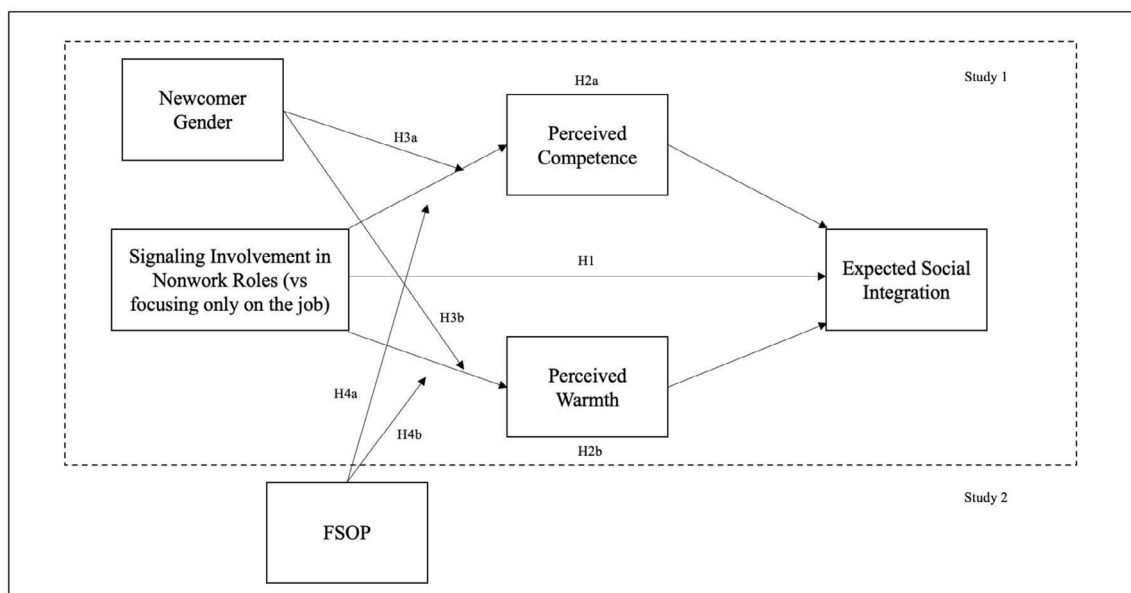 Study 1
Newcomer
Gender
H2a
Perceived
Competence
H3a
Signaling Involvement in
Nonwork Roles (vs
focusing only on the job)
H1
Expected Social
Integration
H3b
Perceived
Warmth
H4a
H4b
H2b
Study 2
FSOP